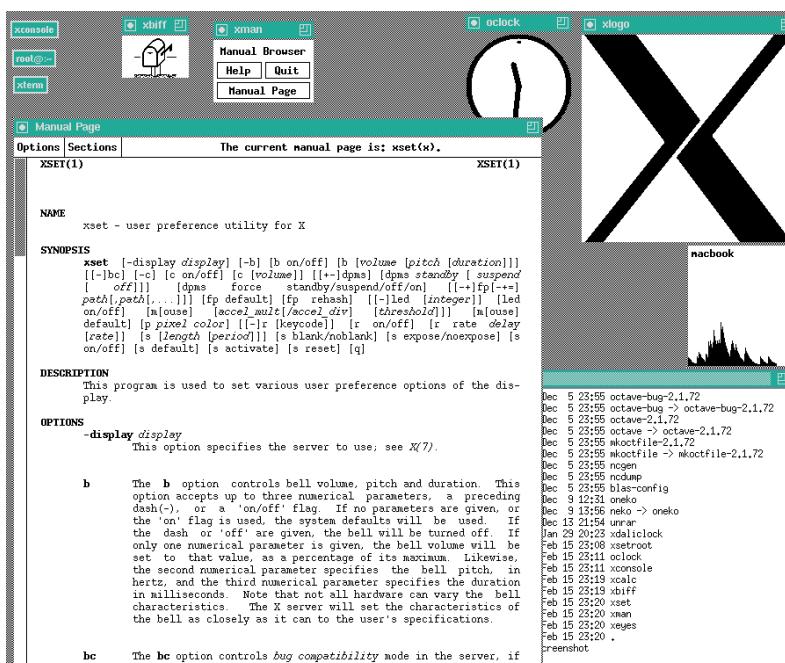 xconsole
root@:~
xterm
xbiff
xman
Manual Browser
Help Quit
Manual Page
oclock
xlogo
macbook
Manual Page
Options Sections The current manual page is: xset(x).
XSET(1) XSET(1)
NAME
xset - user preference utility for X
SYNOPSIS
xset [-display display] [-b] [b on/off] [b [volume [pitch [duration]]]
[[-]bc] [-c] [c on/off] [c [volume]] [[+-]dpms] [dpms standby [ suspend
[ off]]] [dpms force standby/suspend/off/on] [[-+]fp[-+=]
path[,path[,...]]] [fp default] [fp rehash] [[-]led [integer]] [led
on/off] [m[ouse] [accel_mult[/accel_div] [threshold]]] [m[ouse]
default] [p pixel color] [[-]r [keycode]] [r on/off] [r rate delay
[rate]] [s [length [period]]] [s blank/noblank] [s expose/noexpose] [s
on/off] [s default] [s activate] [s reset] [q]
DESCRIPTION
This program is used to set various user preference options of the dis-
play.
OPTIONS
-display display
This option specifies the server to use; see X(7).
b The b option controls bell volume, pitch and duration. This
option accepts up to three numerical parameters, a preceding
dash(-), or a 'on/off' flag. If no parameters are given, or
the 'on' flag is used, the system defaults will be used. If
the dash or 'off' are given, the bell will be turned off. If
only one numerical parameter is given, the bell volume will be
set to that value, as a percentage of its maximum. Likewise,
the second numerical parameter specifies the bell pitch, in
hertz, and the third numerical parameter specifies the duration
in milliseconds. Note that not all hardware can vary the bell
characteristics. The X server will set the characteristics of
the bell as closely as it can to the user's specifications.
bc The bc option controls bug compatibility mode in the server, if
Dec 5 23:55 octave-bug-2.1.72
Dec 5 23:55 octave-bug -> octave-bug-2.1.72
Dec 5 23:55 octave-2.1.72
Dec 5 23:55 octave -> octave-2.1.72
Dec 5 23:55 mkoctfile-2.1.72
Dec 5 23:55 mkoctfile -> mkoctfile-2.1.72
Dec 5 23:55 ncgen
Dec 5 23:55 ncdump
Dec 5 23:55 blas-config
Dec 9 12:31 oneko
Dec 9 13:56 neko -> oneko
Dec 13 21:54 unrar
Jan 29 20:23 xdaliclock
Feb 15 23:08 xsetroot
Feb 15 23:11 oclock
Feb 15 23:11 xconsole
Feb 15 23:19 xcalc
Feb 15 23:19 xbiff
Feb 15 23:20 xset
Feb 15 23:20 xman
Feb 15 23:20 xeyes
Feb 15 23:20 .
creenshot